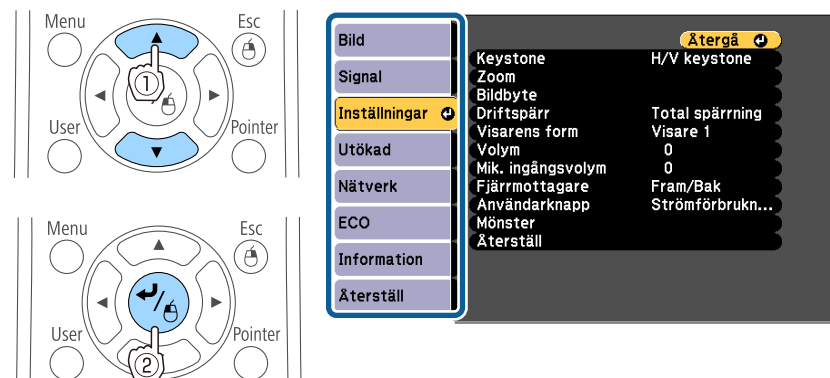 Menu
Esc
1
User
Pointer
Menu
Esc
User
Pointer
2
Bild
Signal
Inställningar
Utökad
Nätverk
ECO
Information
Återställ
Återgå
Keystone H/V keystone
Zoom
Bildbyte
Driftspärr Total spärrning
Visarens form Visare 1
Volym 0
Mik. ingångsvolym 0
Fjärrmottagare Fram/Bak
Användarknapp Strömförbrukn...
Mönster
Återställ